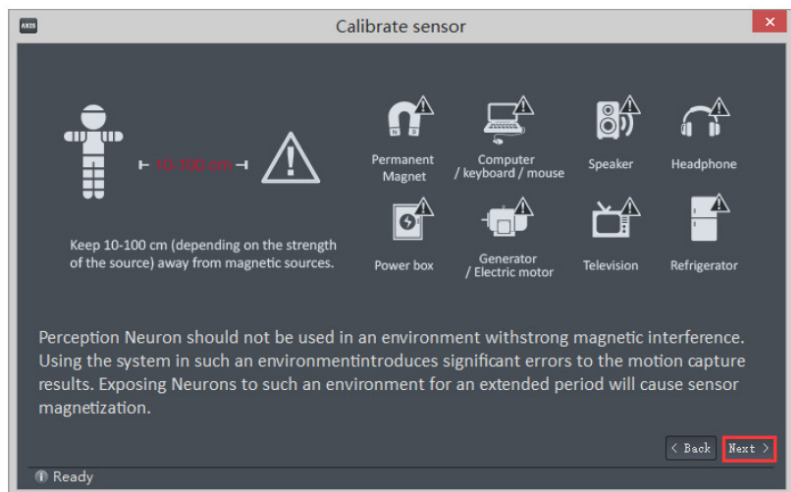 AXIS
Calibrate sensor
10-100 cm
Keep 10-100 cm (depending on the strength
of the source) away from magnetic sources.
Permanent
Magnet
Computer
/ keyboard / mouse
Speaker
Headphone
Power box
Generator
/ Electric motor
Television
Refrigerator
Perception Neuron should not be used in an environment withstrong magnetic interference.
Using the system in such an environmentintroduces significant errors to the motion capture
results. Exposing Neurons to such an environment for an extended period will cause sensor
magnetization.
< Back Next >
Ready